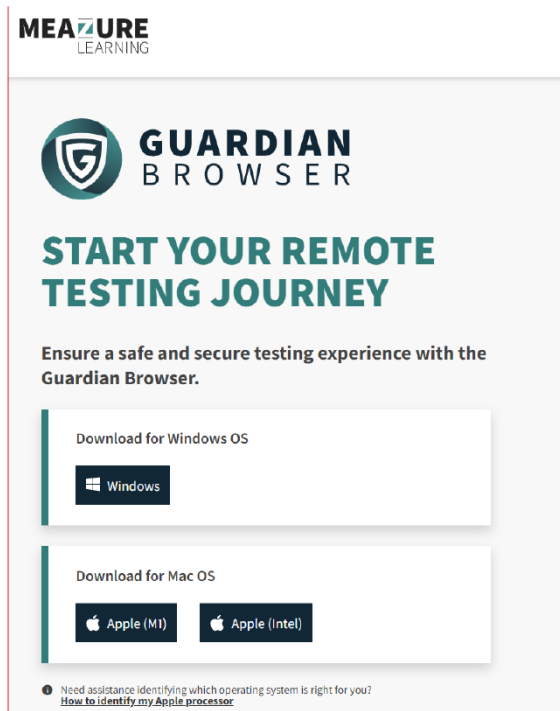 MEAZURE
LEARNING
GUARDIAN
BROWSER
START YOUR REMOTE
TESTING JOURNEY
Ensure a safe and secure testing experience with the
Guardian Browser.
Download for Windows OS
Windows
Download for Mac OS
Apple (M1) Apple (Intel)
Need assistance identifying which operating system is right for you?
How to identify my Apple processor